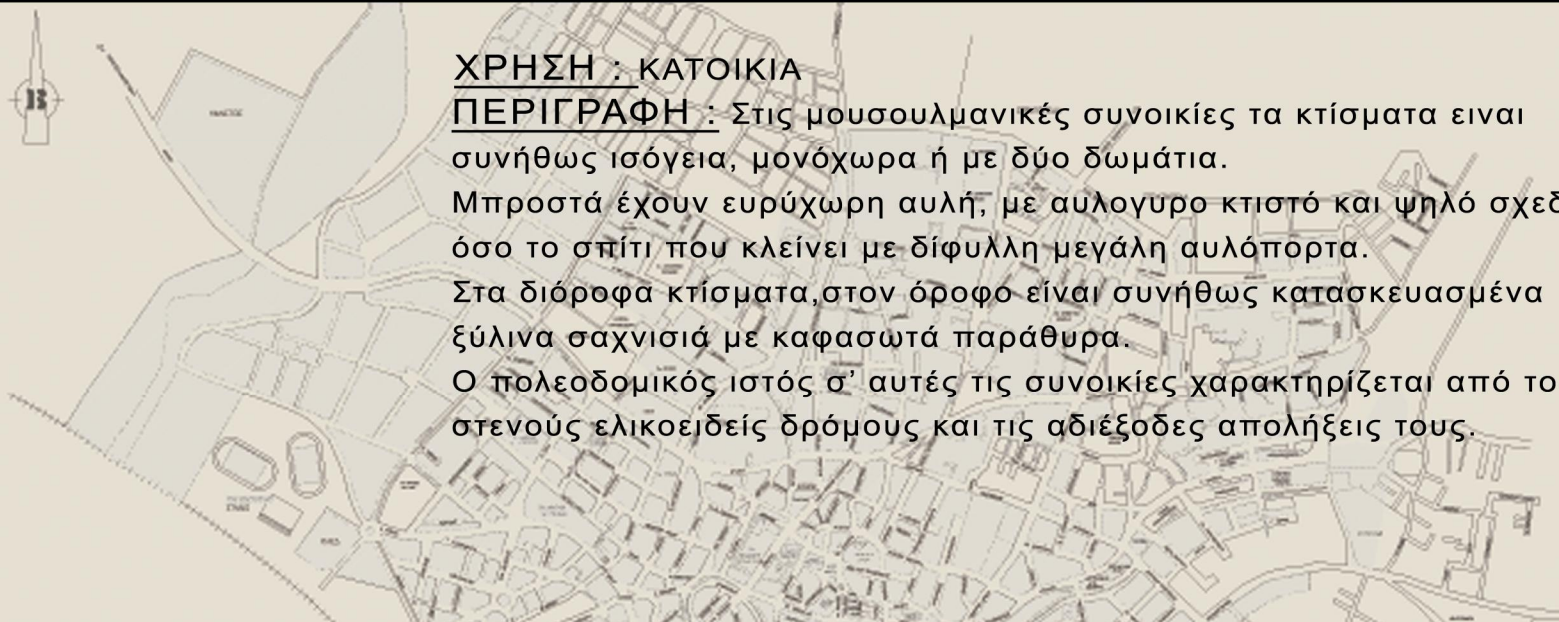 ΧΡΗΣΗ : ΚΑΤΟΙΚΙΑ
ΠΕΡΙΓΡΑΦΗ : Στις μουσουλμανικές συνοικίες τα κτίσματα ειναι
συνήθως ισόγεια, μονόχωρα ή με δύο δωμάτια.
Μπροστά έχουν ευρύχωρη αυλή, με αυλογυρο κτιστό και ψηλό σχεδ
όσο το σπίτι που κλείνει με δίφυλλη μεγάλη αυλόπορτα.
Στα διόροφα κτίσματα,στον όροφο είναι συνήθως κατασκευασμένα
ξύλινα σαχνισιά με καφασωτά παράθυρα.
Ο πολεοδομικός ιστός σ' αυτές τις συνοικίες χαρακτηρίζεται από το
στενούς ελικοειδείς δρόμους και τις αδιέξοδες απολήξεις τους.
Β